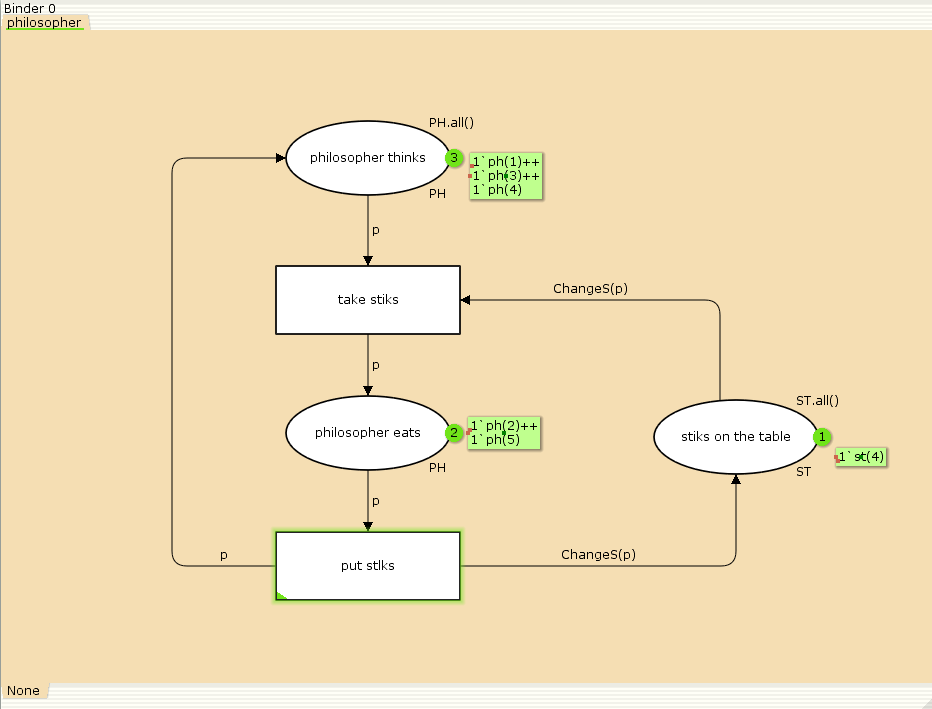 Binder 0
philosopher
PH.all()
philosopher thinks
3
1`ph(1)++
1`ph(3)++
1`ph(4)
PH
p
take stiks
ChangeS(p)
p
ST.all()
philosopher eats
2
1`ph(2)++
1`ph(5)
stiks on the table
1
1`st(4)
PH
ST
p
p
put stlks
ChangeS(p)
None